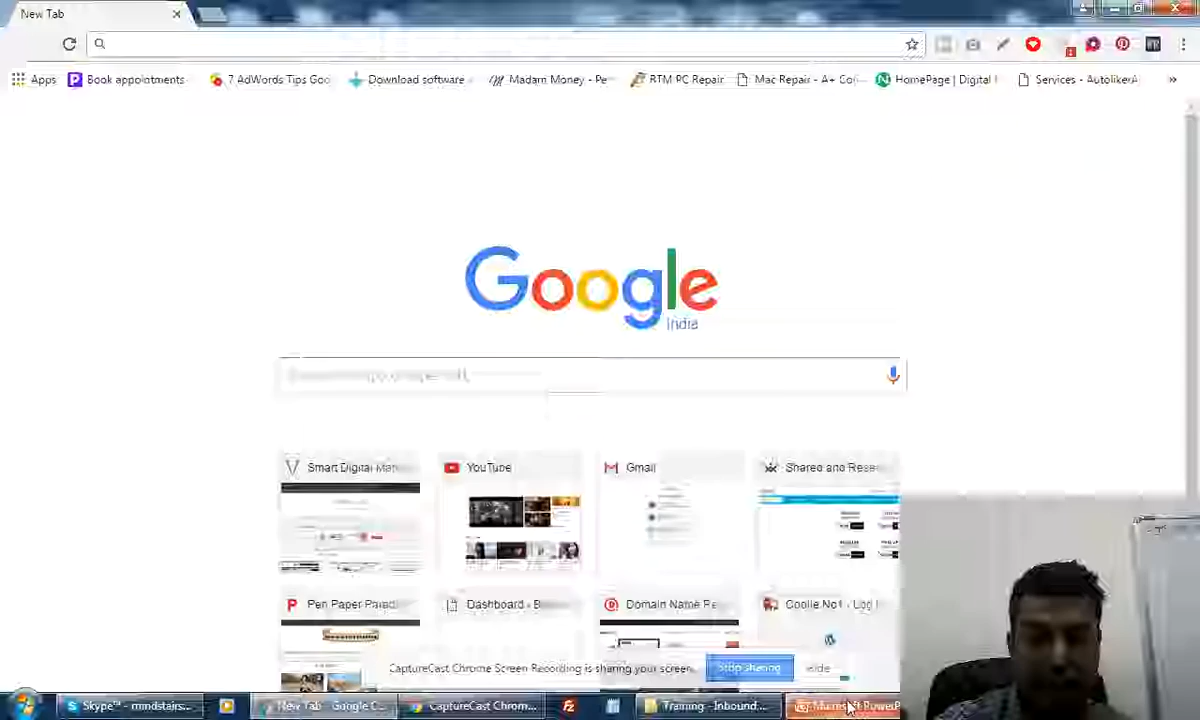 New Tab
Apps
Book appointments
7 AdWords Tips Goo
Download software
Madam Money - Pe
RTM PC Repair
Mac Repair - A+ Co
HomePage | Digital
Services - AutolikerA
»
Google
India
Smart Digital Mar
YouTube
Gmail
Shared and Rese
Pen Paper Parad
Dashboard - B
Domain Name Re
Coolie No1 - Log I
CaptureCast Chrome Screen Recording is sharing your screen.
Stop sharing
Hide
Skype™ - mindstairs...
New Tab - Google C...
CaptureCast Chrom...
Training - Inbound...
Microsoft PowerP